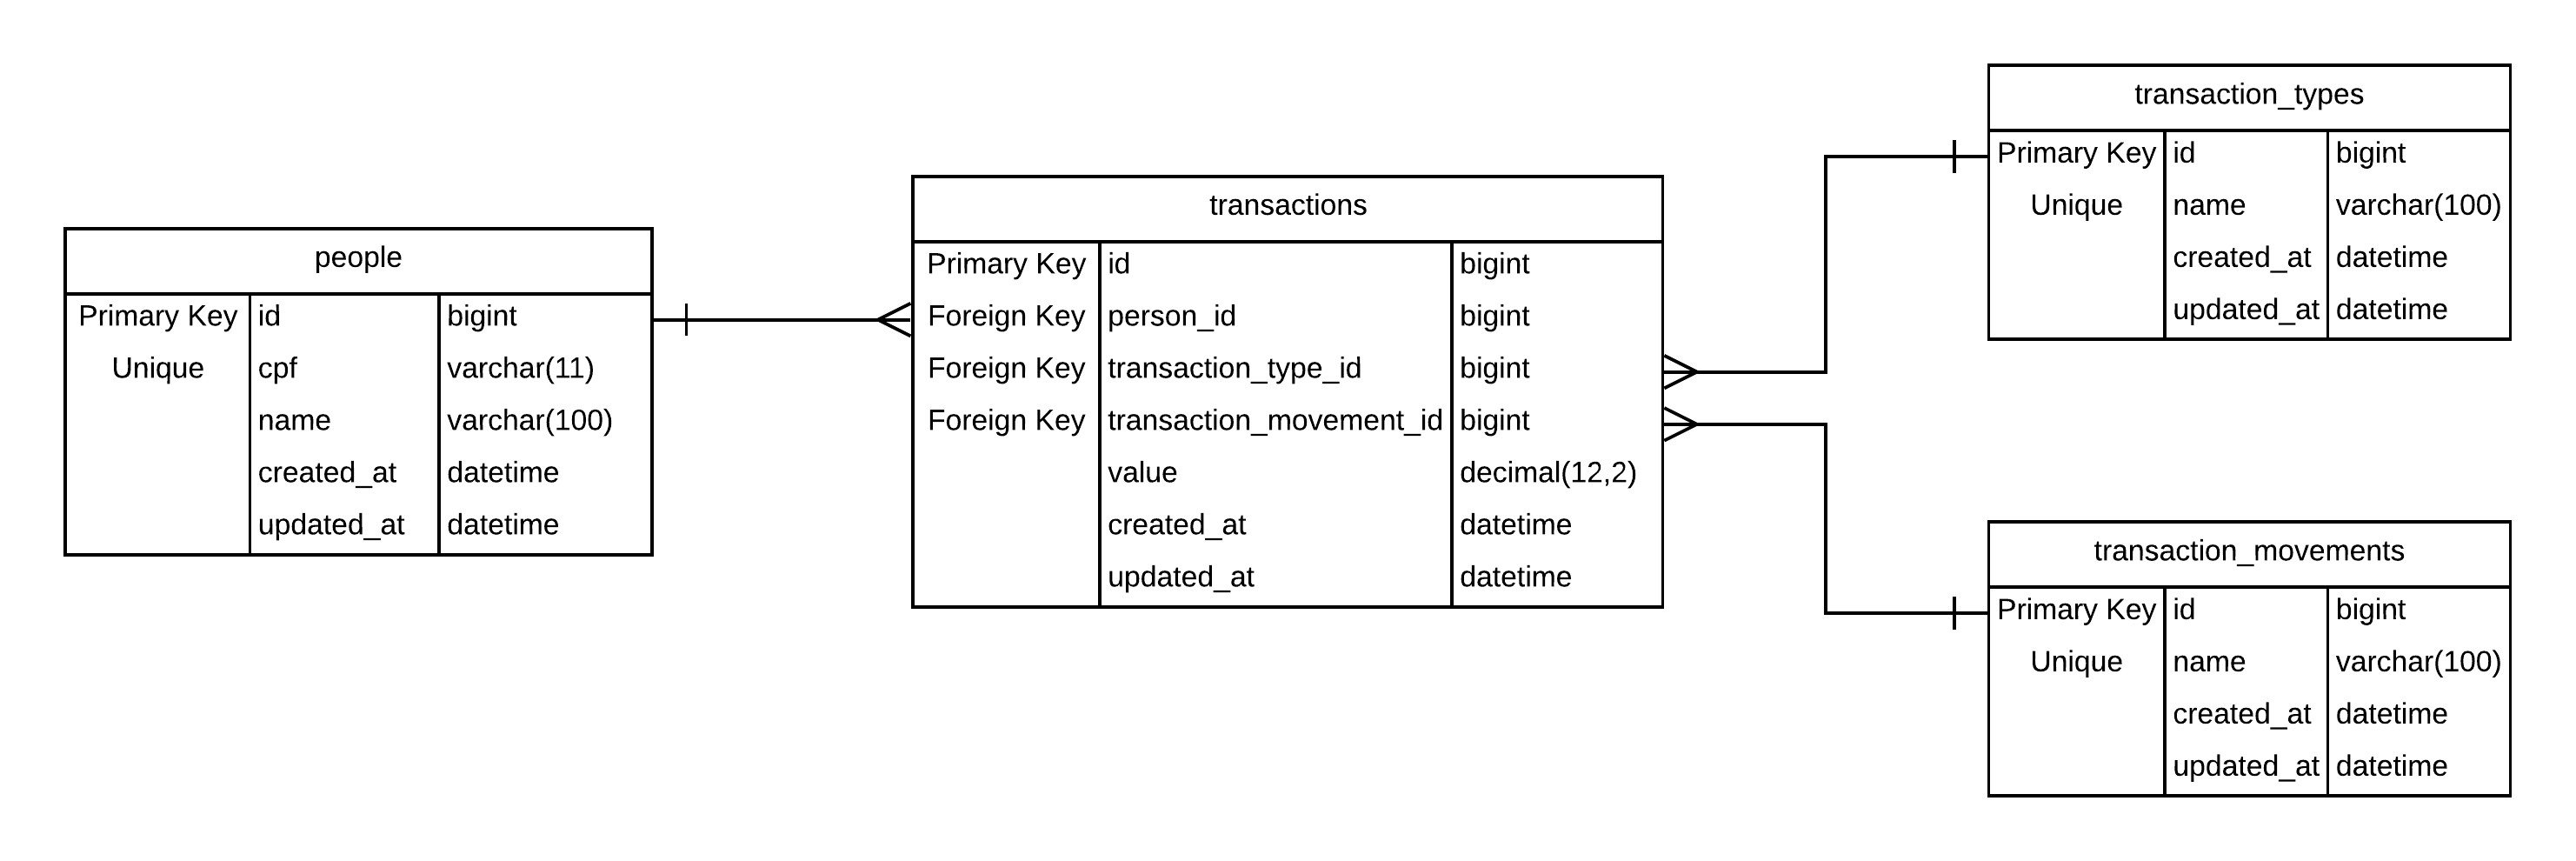 people
Primary Key id bigint
Unique cpf varchar(11)
name varchar(100)
created_at datetime
updated_at datetime
transactions
Primary Key id bigint
Foreign Key person_id bigint
Foreign Key transaction_type_id bigint
Foreign Key transaction_movement_id bigint
value decimal(12,2)
created_at datetime
updated_at datetime
transaction_types
Primary Key id bigint
Unique name varchar(100)
created_at datetime
updated_at datetime
transaction_movements
Primary Key id bigint
Unique name varchar(100)
created_at datetime
updated_at datetime